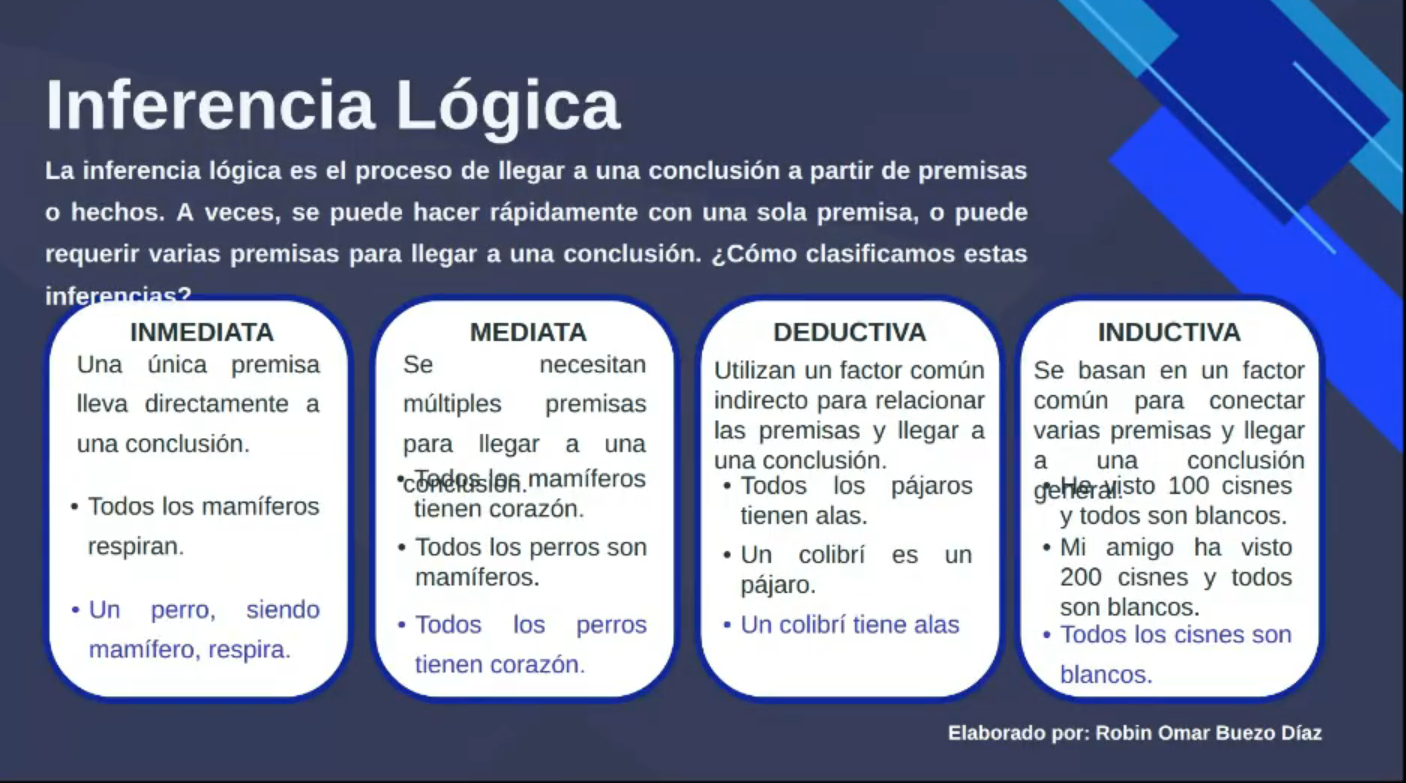 Inferencia Lógica
La inferencia lógica es el proceso de llegar a una conclusión a partir de premisas
o hechos. A veces, se puede hacer rápidamente con una sola premisa, o puede
requerir varias premisas para llegar a una conclusión. ¿Cómo clasificamos estas
inferencias?
INMEDIATA
Una única premisa
lleva directamente a
una conclusión.
• Todos los mamíferos
respiran.
• Un perro, siendo
mamífero, respira.
MEDIATA
Se necesitan
múltiples premisas
para llegar a una
conclusión.
• Todos los mamíferos
tienen corazón.
• Todos los perros son
mamíferos.
• Todos los perros
tienen corazón.
DEDUCTIVA
Utilizan un factor común
indirecto para relacionar
las premisas y llegar a
una conclusión.
• Todos los pájaros
tienen alas.
• Un colibrí es un
pájaro.
• Un colibrí tiene alas
INDUCTIVA
Se basan en un factor
común para conectar
varias premisas y llegar
a una conclusión
general.
• He visto 100 cisnes
y todos son blancos.
• Mi amigo ha visto
200 cisnes y todos
son blancos.
• Todos los cisnes son
blancos.
Elaborado por: Robin Omar Buezo Díaz